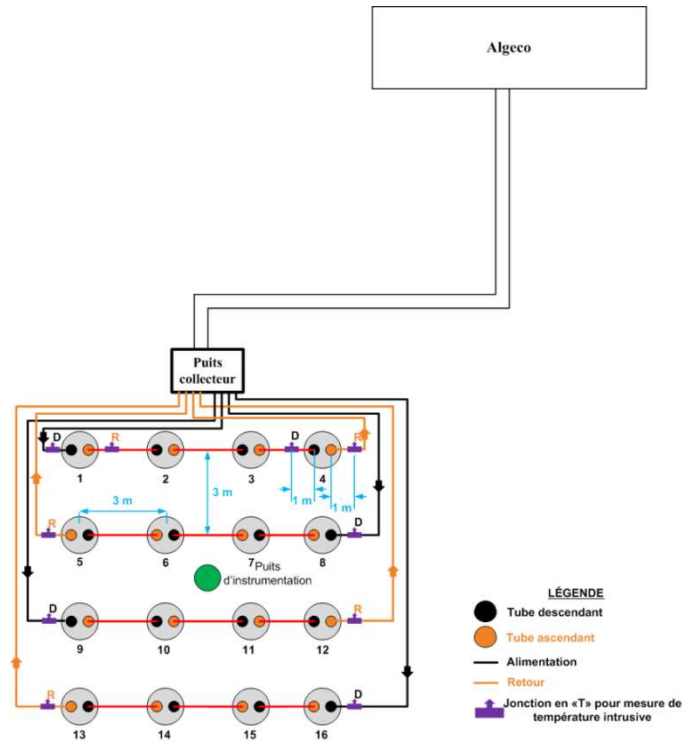 Algeco
Puits
collecteur
D
R
D
R
1
2
3
4
3 m
3 m
1 m
1 m
R
D
5
6
7
8
Puits
d'instrumentation
D
R
9
10
11
12
R
D
13
14
15
16
LÉGENDE
Tube descendant
Tube ascendant
Alimentation
Retour
Jonction en «T» pour mesure de
température intrusive